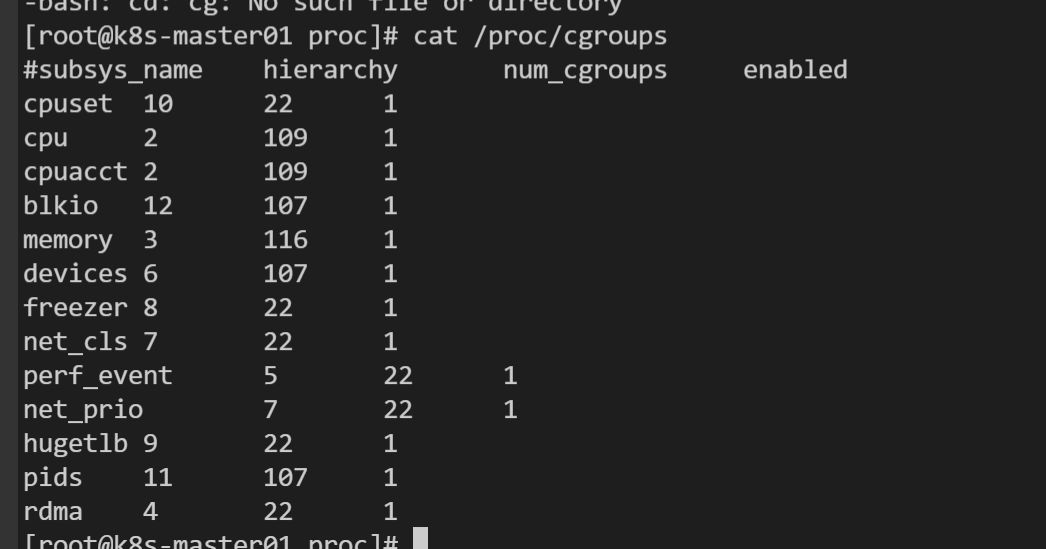 -bash: cd: cg: No such file or directory
[root@k8s-master01 proc]# cat /proc/cgroups
#subsys_name    hierarchy       num_cgroups     enabled
cpuset  10      22      1
cpu     2       109     1
cpuacct 2       109     1
blkio   12      107     1
memory  3       116     1
devices 6       107     1
freezer 8       22      1
net_cls 7       22      1
perf_event      5       22      1
net_prio        7       22      1
hugetlb 9       22      1
pids    11      107     1
rdma    4       22      1
[root@k8s-master01 proc]#